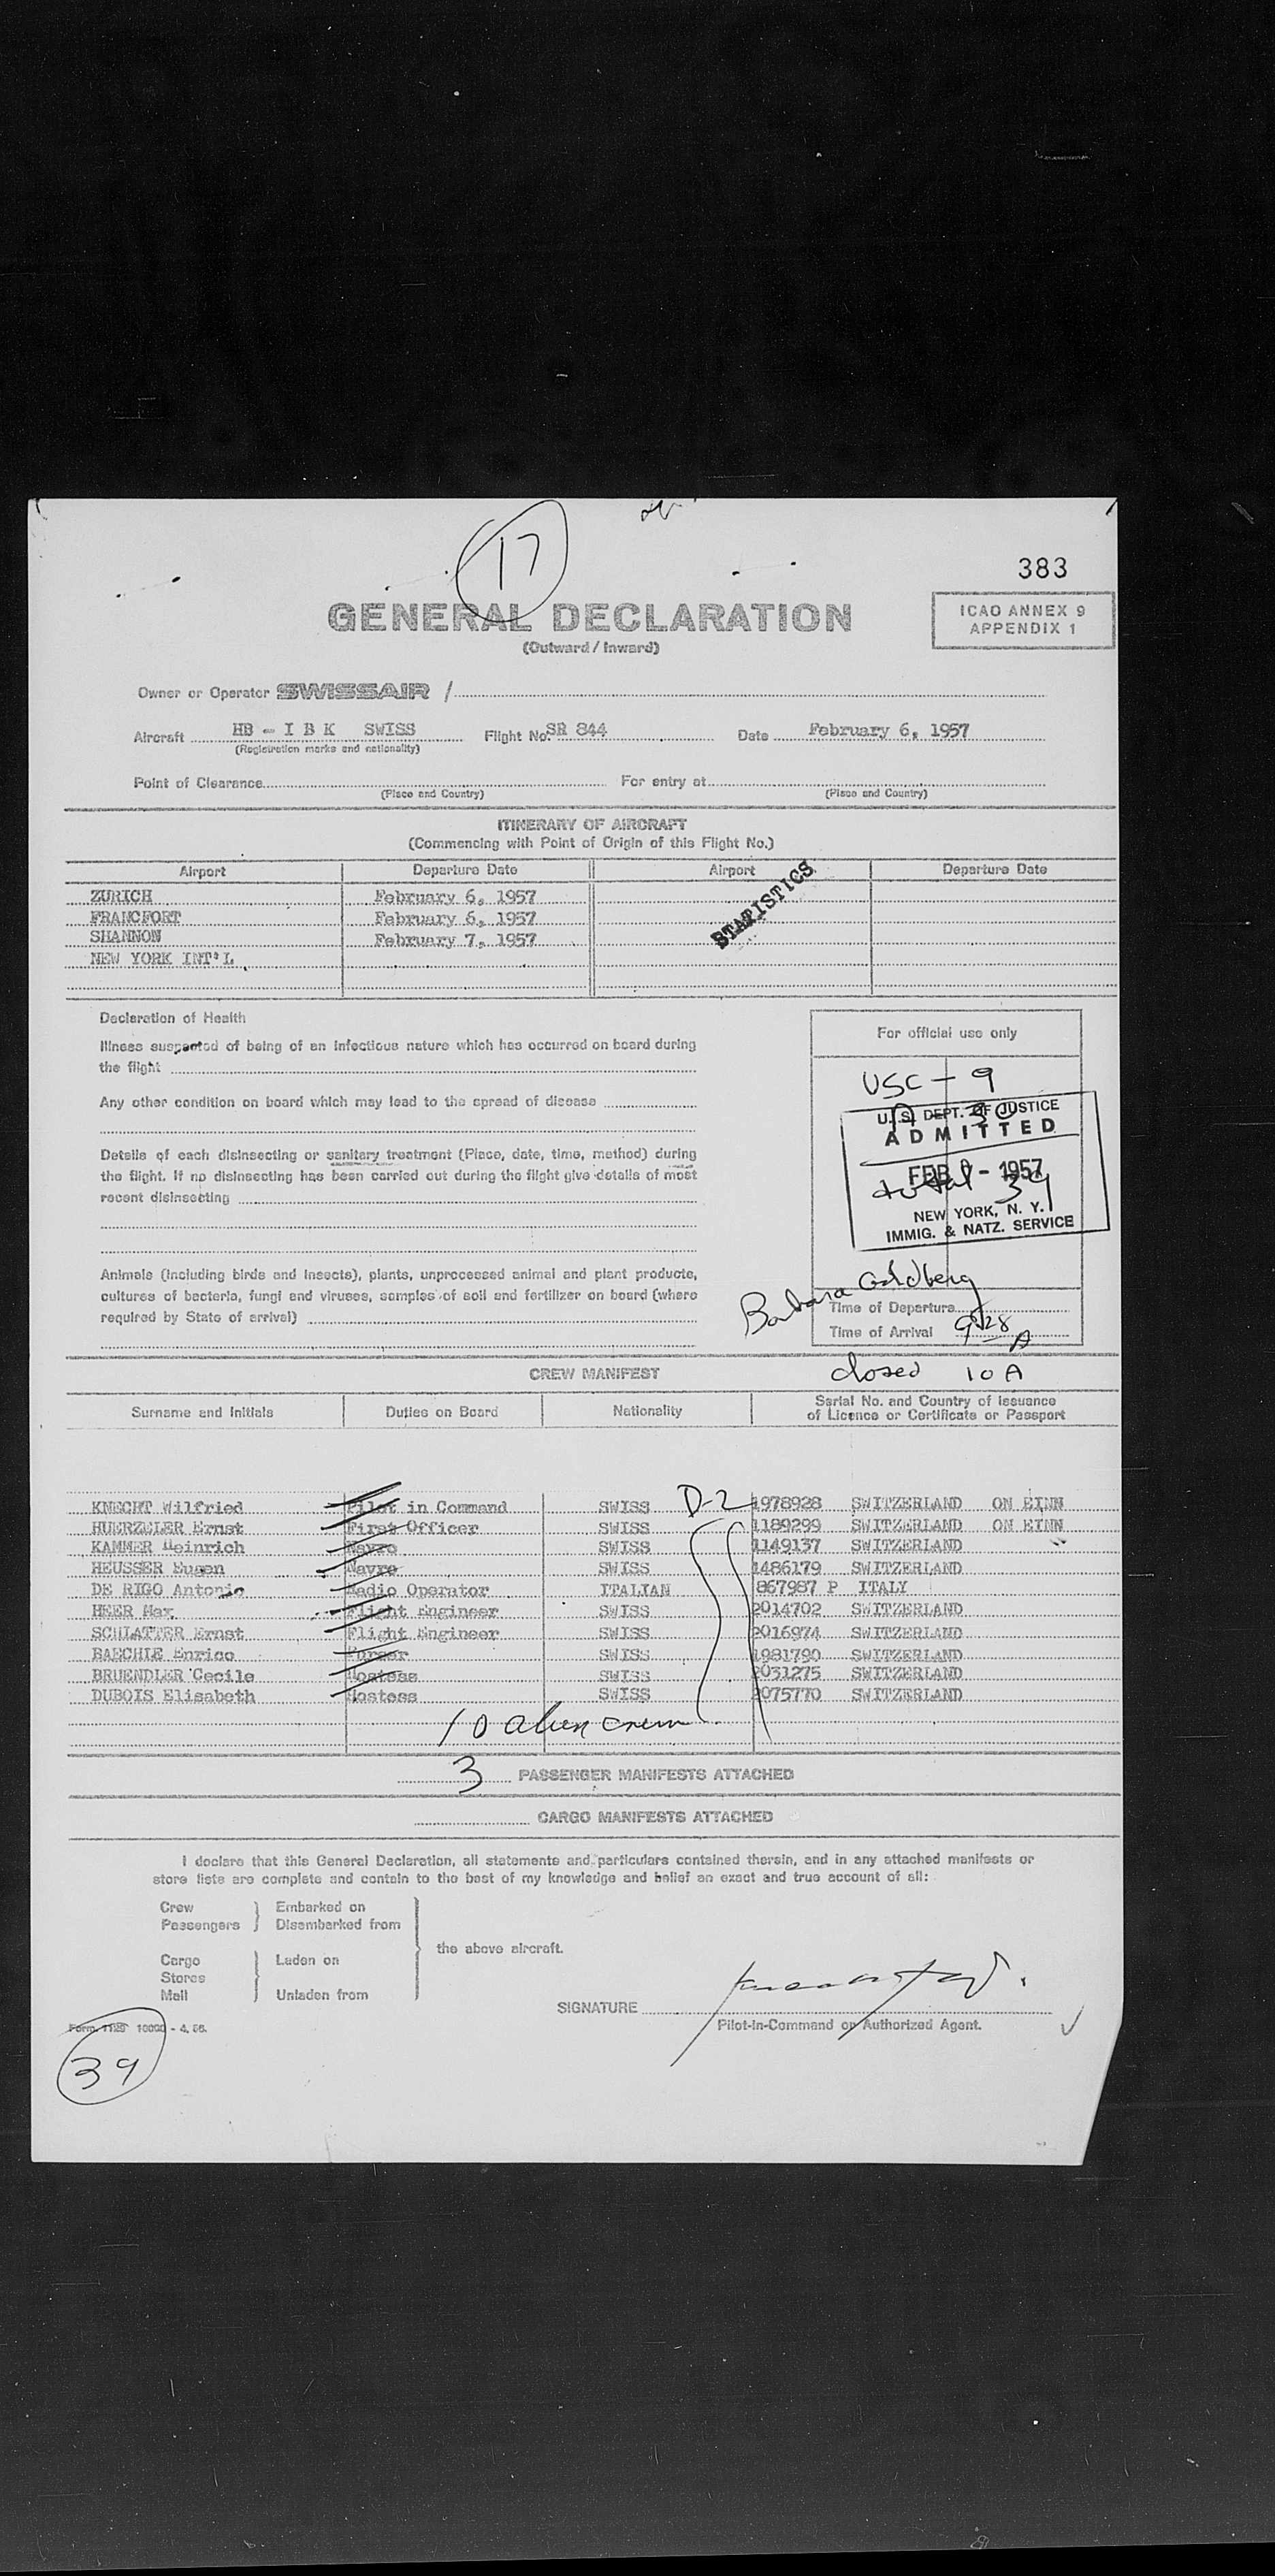 17
383
GENERAL DECLARATION
(Outward / Inward)
ICAO ANNEX 9
APPENDIX 1
Owner or Operator SWISSAIR /
Aircraft HB - I B K SWISS Flight No. SR 844 Date February 6, 1957
(Registration marks and nationality)
Point of Clearance For entry at
(Place and Country) (Place and Country)
ITINERARY OF AIRCRAFT
(Commencing with Point of Origin of this Flight No.)
Airport Departure Date Airport Departure Date
ZURICH February 6, 1957
FRANCFORT February 6, 1957
SHANNON February 7, 1957
NEW YORK INT'L
STATISTICS
Declaration of Health
Illness suspected of being of an infectious nature which has occurred on board during
the flight
Any other condition on board which may lead to the spread of disease
Details of each disinsecting or sanitary treatment (Place, date, time, method) during
the flight. If no disinsecting has been carried out during the flight give details of most
recent disinsecting
Animals (including birds and insects), plants, unprocessed animal and plant products,
cultures of bacteria, fungi and viruses, samples of soil and fertilizer on board (where
required by State of arrival)
For official use only
USC - 9
U. S. DEPT. OF JUSTICE
30
ADMITTED
FEB - 1957
total 39
NEW YORK, N. Y.
IMMIG. & NATZ. SERVICE
Barbara Goldberg
Time of Departure
Time of Arrival 928 A
closed 10 A
CREW MANIFEST
Surname and Initials Duties on Board Nationality Serial No. and Country of Issuance
of Licence or Certificate or Passport
KNECHT Wilfried Pilot in Command SWISS D-2 1978928 SWITZERLAND ON EINN
HUERZELER Ernst First Officer SWISS 1189299 SWITZERLAND ON EINN
KAMMER Heinrich Navro SWISS 1149137 SWITZERLAND
HEUSSER Eugen Navro SWISS 1486179 SWITZERLAND
DE RIGO Antonio Radio Operator ITALIAN 867987 P ITALY
HEER Max Flight Engineer SWISS 2014702 SWITZERLAND
SCHLATTER Ernst Flight Engineer SWISS 2016974 SWITZERLAND
BAECHLE Enrico Purser SWISS 1981790 SWITZERLAND
BRUENDLER Cecile Hostess SWISS 2031275 SWITZERLAND
DUBOIS Elisabeth Hostess SWISS 2075770 SWITZERLAND
10 alien crew
3 PASSENGER MANIFESTS ATTACHED
CARGO MANIFESTS ATTACHED
I declare that this General Declaration, all statements and particulars contained therein, and in any attached manifests or
store lists are complete and contain to the best of my knowledge and belief an exact and true account of all:
Crew Embarked on
Passengers Disembarked from
the above aircraft.
Cargo Laden on
Stores
Mail Unladen from
SIGNATURE
Pilot-in-Command or Authorized Agent.
Form. 1125 10000 - 4. 56.
39